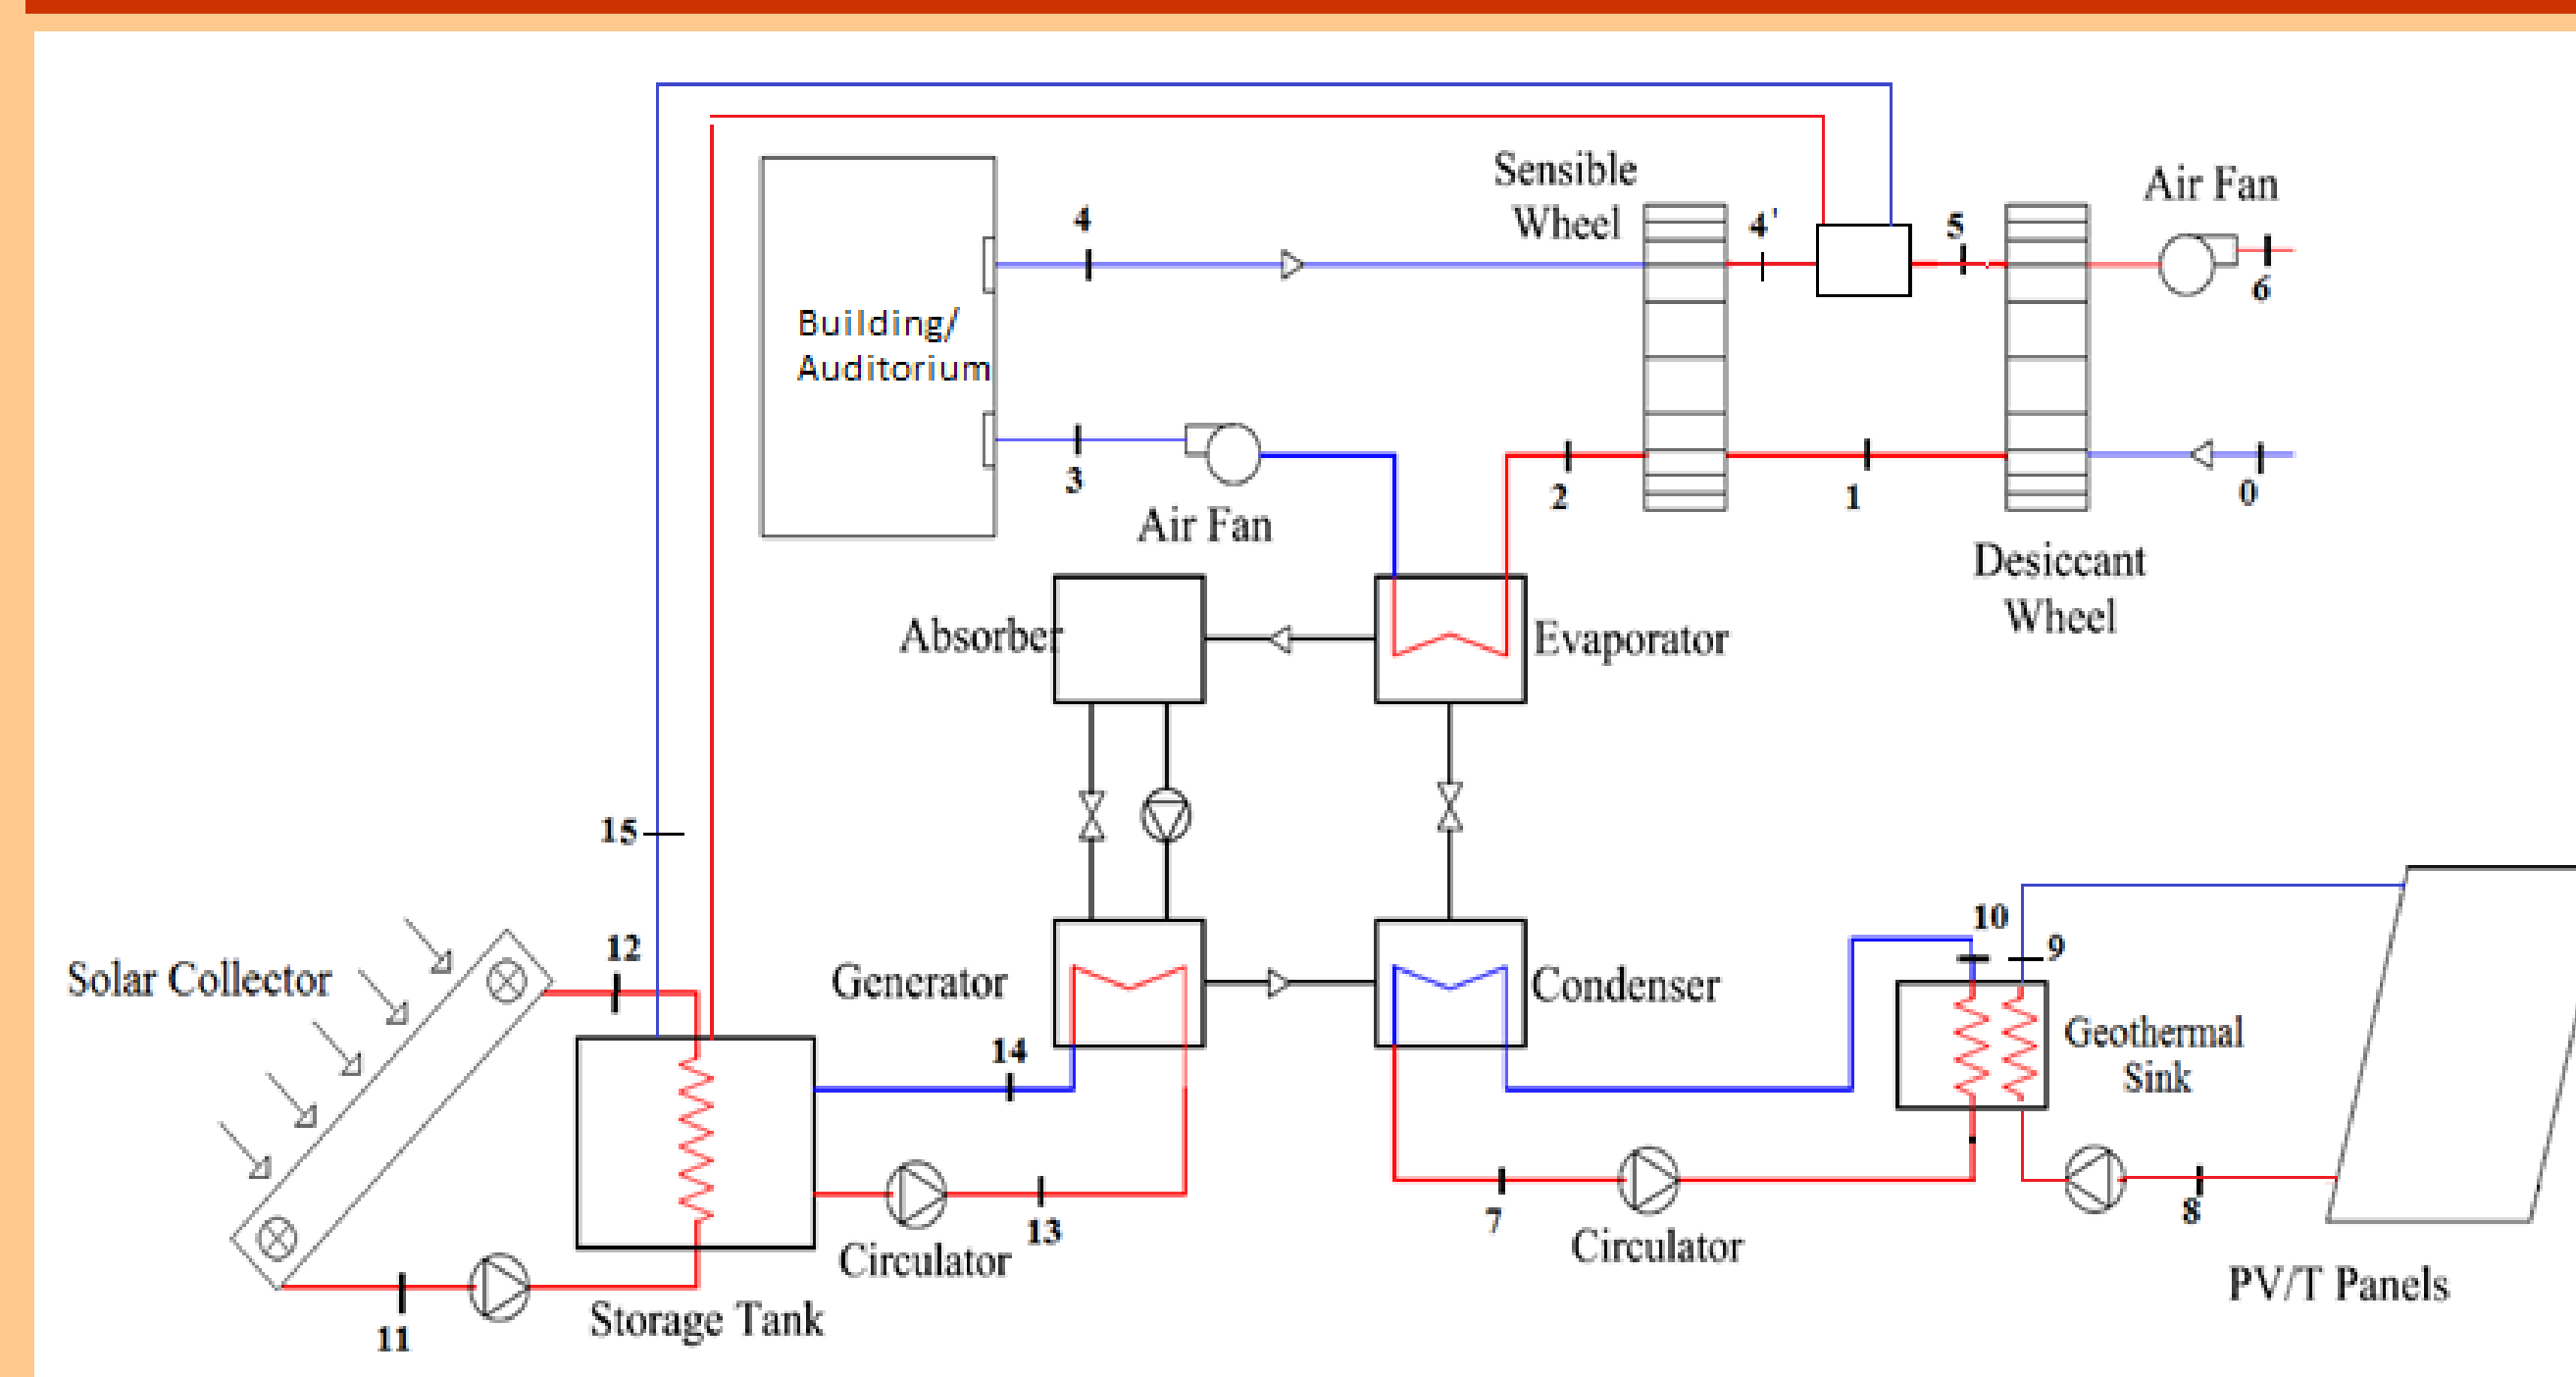 Sensible
Wheel
Air Fan
4
4'
5
6
Building/
Auditorium
3
Air Fan
2
1
0
Desiccant
Wheel
Absorber
Evaporator
15
Solar Collector
12
Generator
Condenser
10
9
Geothermal
Sink
14
13
Circulator
7
Circulator
8
PV/T Panels
11
Storage Tank